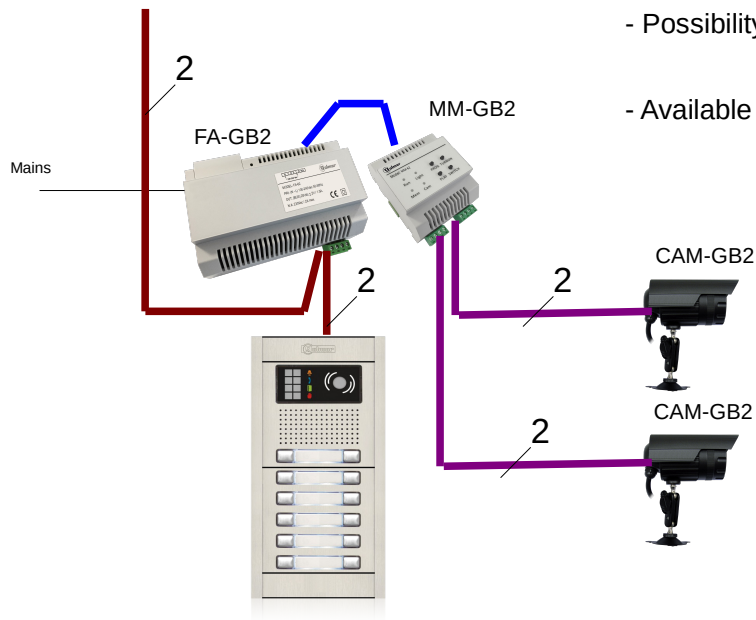 - Possibility
2
MM-GB2
- Available
FA-GB2
Mains
CAM-GB2
2
2
CAM-GB2
2